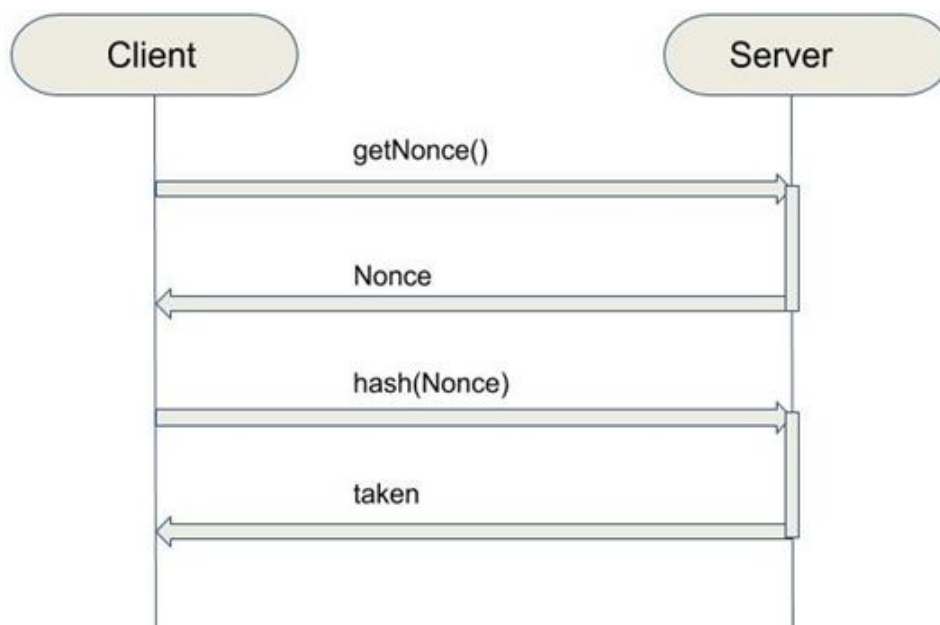 Client
Server
getNonce()
Nonce
hash(Nonce)
taken